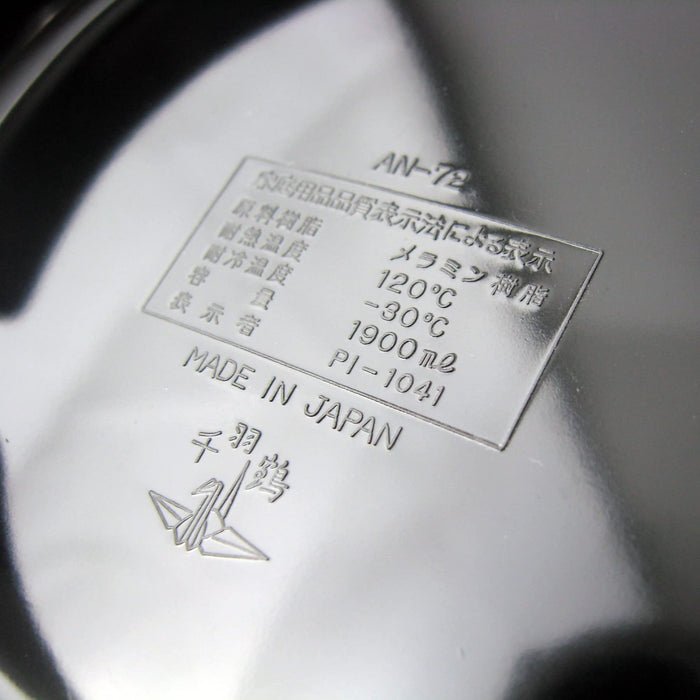 AN-72
家庭用品品質表示法による表示
原料樹脂 メラミン樹脂
耐熱温度 120℃
耐冷温度 -30℃
容量 1900mℓ
表示者 PI-1041
MADE IN JAPAN
千羽鶴